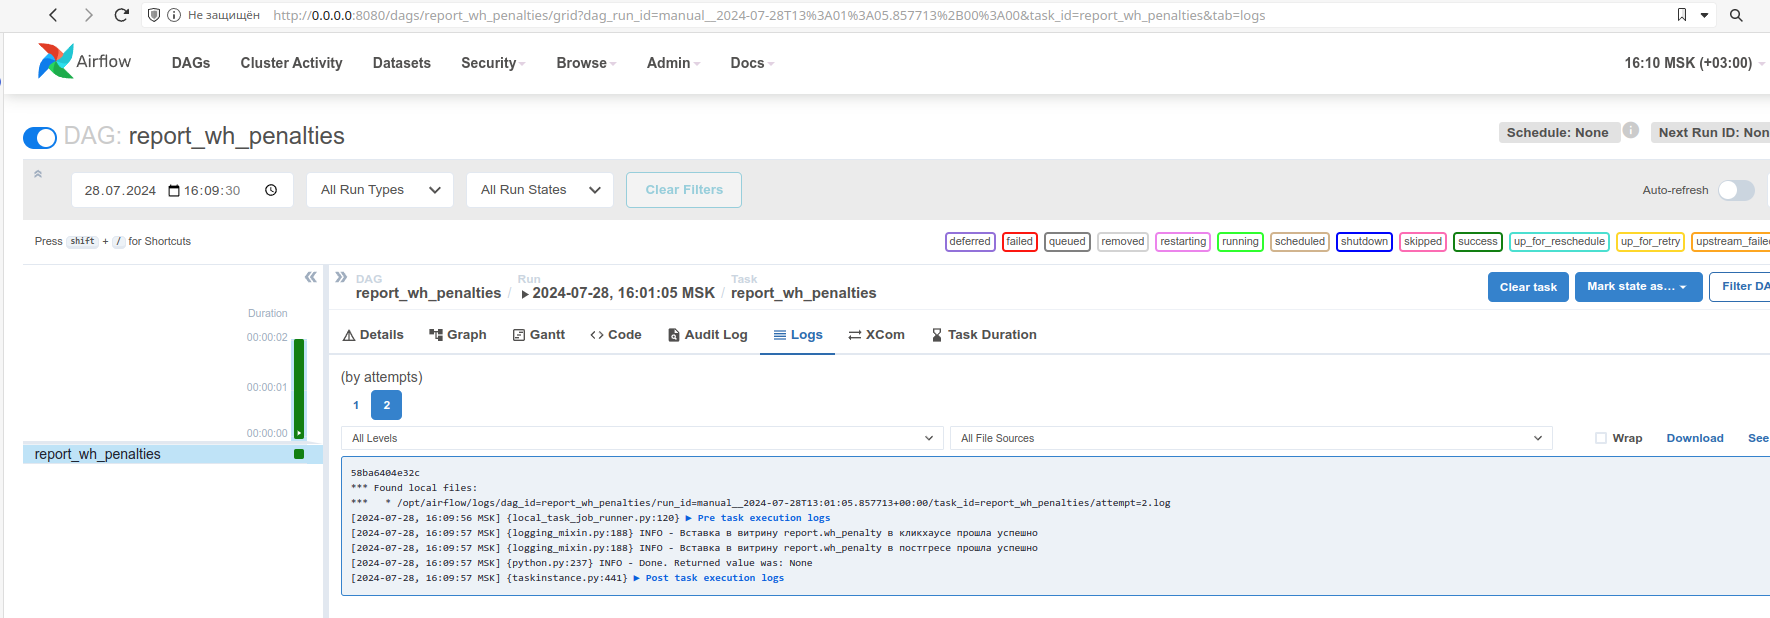 Не защищён http://0.0.0.0:8080/dags/report_wh_penalties/grid?dag_run_id=manual__2024-07-28T13%3A01%3A05.857713%2B00%3A00&task_id=report_wh_penalties&tab=logs
Airflow DAGs Cluster Activity Datasets Security Browse Admin Docs 16:10 MSK (+03:00)
DAG: report_wh_penalties Schedule: None Next Run ID: Non
28.07.2024 16:09:30 All Run Types All Run States Clear Filters Auto-refresh
Press shift + / for Shortcuts deferred failed queued removed restarting running scheduled shutdown skipped success up_for_reschedule up_for_retry upstream_faile
DAG Run Task
report_wh_penalties / 2024-07-28, 16:01:05 MSK / report_wh_penalties Clear task Mark state as... Filter DA
Duration
00:00:02
00:00:01
00:00:00
report_wh_penalties
Details Graph Gantt Code Audit Log Logs XCom Task Duration
(by attempts)
1 2
All Levels All File Sources Wrap Download See
58ba6404e32c
*** Found local files:
***   * /opt/airflow/logs/dag_id=report_wh_penalties/run_id=manual__2024-07-28T13:01:05.857713+00:00/task_id=report_wh_penalties/attempt=2.log
[2024-07-28, 16:09:56 MSK] {local_task_job_runner.py:120} ▶ Pre task execution logs
[2024-07-28, 16:09:57 MSK] {logging_mixin.py:188} INFO - Вставка в витрину report.wh_penalty в кликхаусе прошла успешно
[2024-07-28, 16:09:57 MSK] {logging_mixin.py:188} INFO - Вставка в витрину report.wh_penalty в постгресе прошла успешно
[2024-07-28, 16:09:57 MSK] {python.py:237} INFO - Done. Returned value was: None
[2024-07-28, 16:09:57 MSK] {taskinstance.py:441} ▶ Post task execution logs